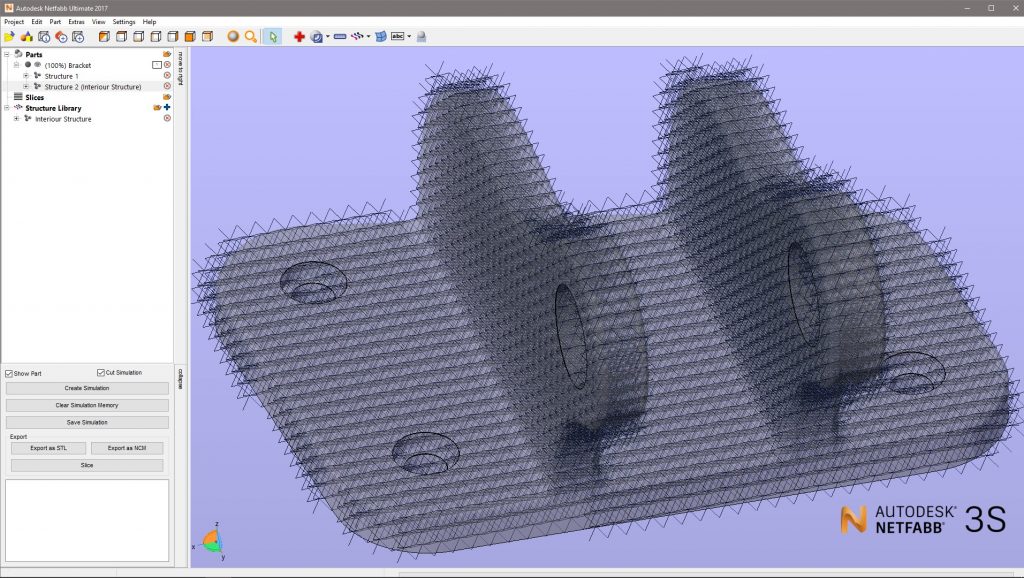 Autodesk Netfabb Ultimate 2017
Project Edit Part Extras View Settings Help
abc
Parts
(100%) Bracket
Structure 1
Structure 2 (Interiour Structure)
Slices
Structure Library
Interiour Structure
move to right
collapse
Show Part Cut Simulation
Create Simulation
Clear Simulation Memory
Save Simulation
Export
Export as STL Export as NCM
Slice
z
x
y
AUTODESK®
NETFABB® 3S